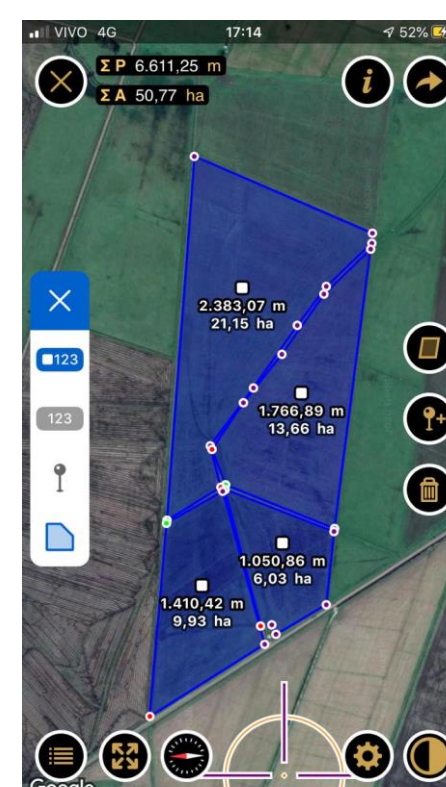 VIVO 4G 17:14 52%
Σ P 6.611,25 m
Σ A 50,77 ha
i
2.383,07 m
21,15 ha
123
1.766,89 m
13,66 ha
123
1.050,86 m
6,03 ha
1.410,42 m
9,93 ha
Google